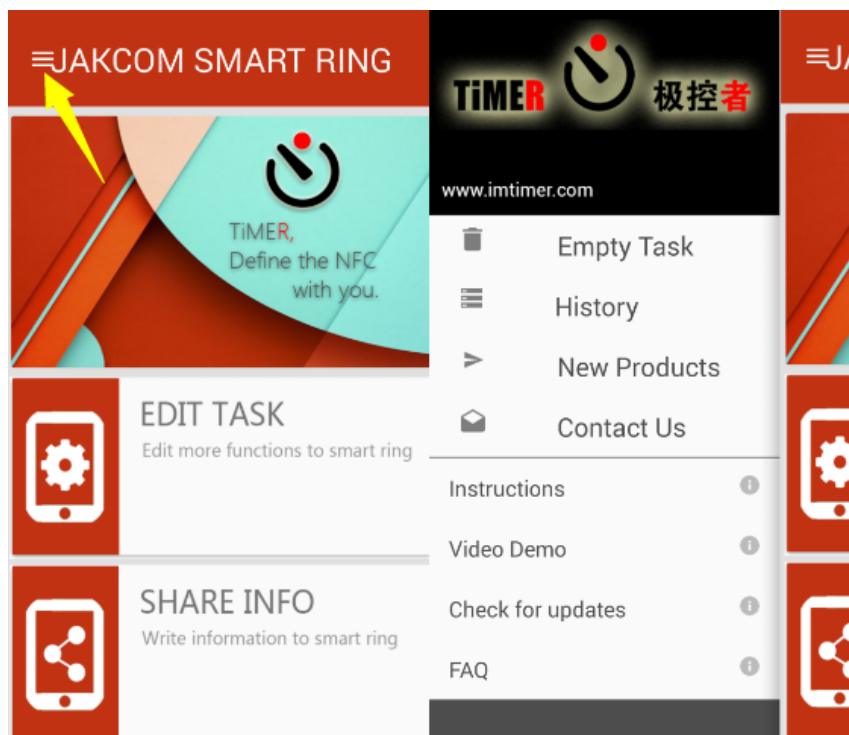 JAKCOM SMART RING
TiMER,
Define the NFC
with you.
EDIT TASK
Edit more functions to smart ring
SHARE INFO
Write information to smart ring
TiMER 极控者
www.imtimer.com
Empty Task
History
New Products
Contact Us
Instructions
Video Demo
Check for updates
FAQ